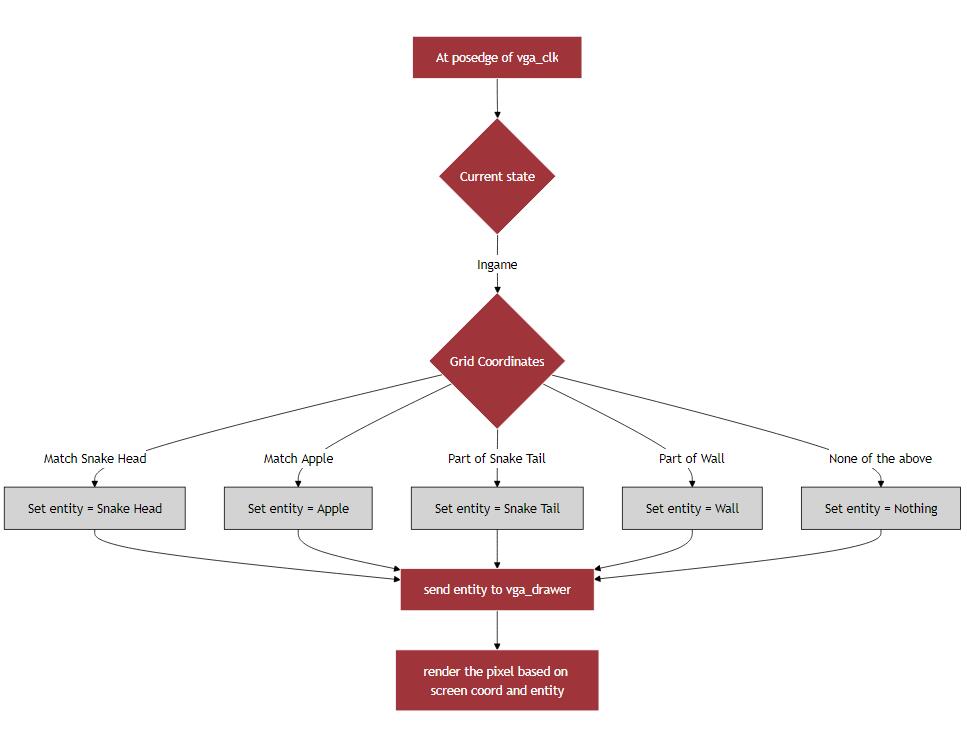 At posedge of vga_clk
Current state
Ingame
Grid Coordinates
Match Snake Head
Match Apple
Part of Snake Tail
Part of Wall
None of the above
Set entity = Snake Head
Set entity = Apple
Set entity = Snake Tail
Set entity = Wall
Set entity = Nothing
send entity to vga_drawer
render the pixel based on
screen coord and entity